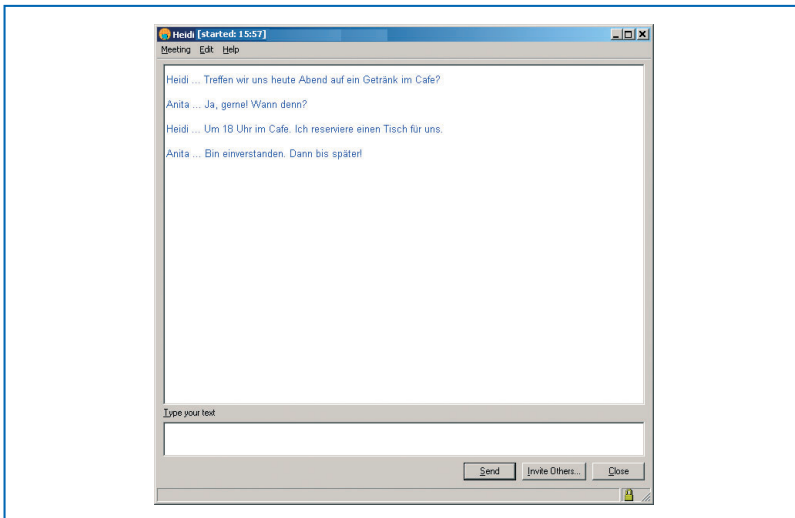 Heidi [started: 15:57]
Meeting Edit Help
Heidi ... Treffen wir uns heute Abend auf ein Getränk im Cafe?
Anita ... Ja, gerne! Wann denn?
Heidi ... Um 18 Uhr im Cafe. Ich reserviere einen Tisch für uns.
Anita ... Bin einverstanden. Dann bis später!
Type your text
Send Invite Others... Close